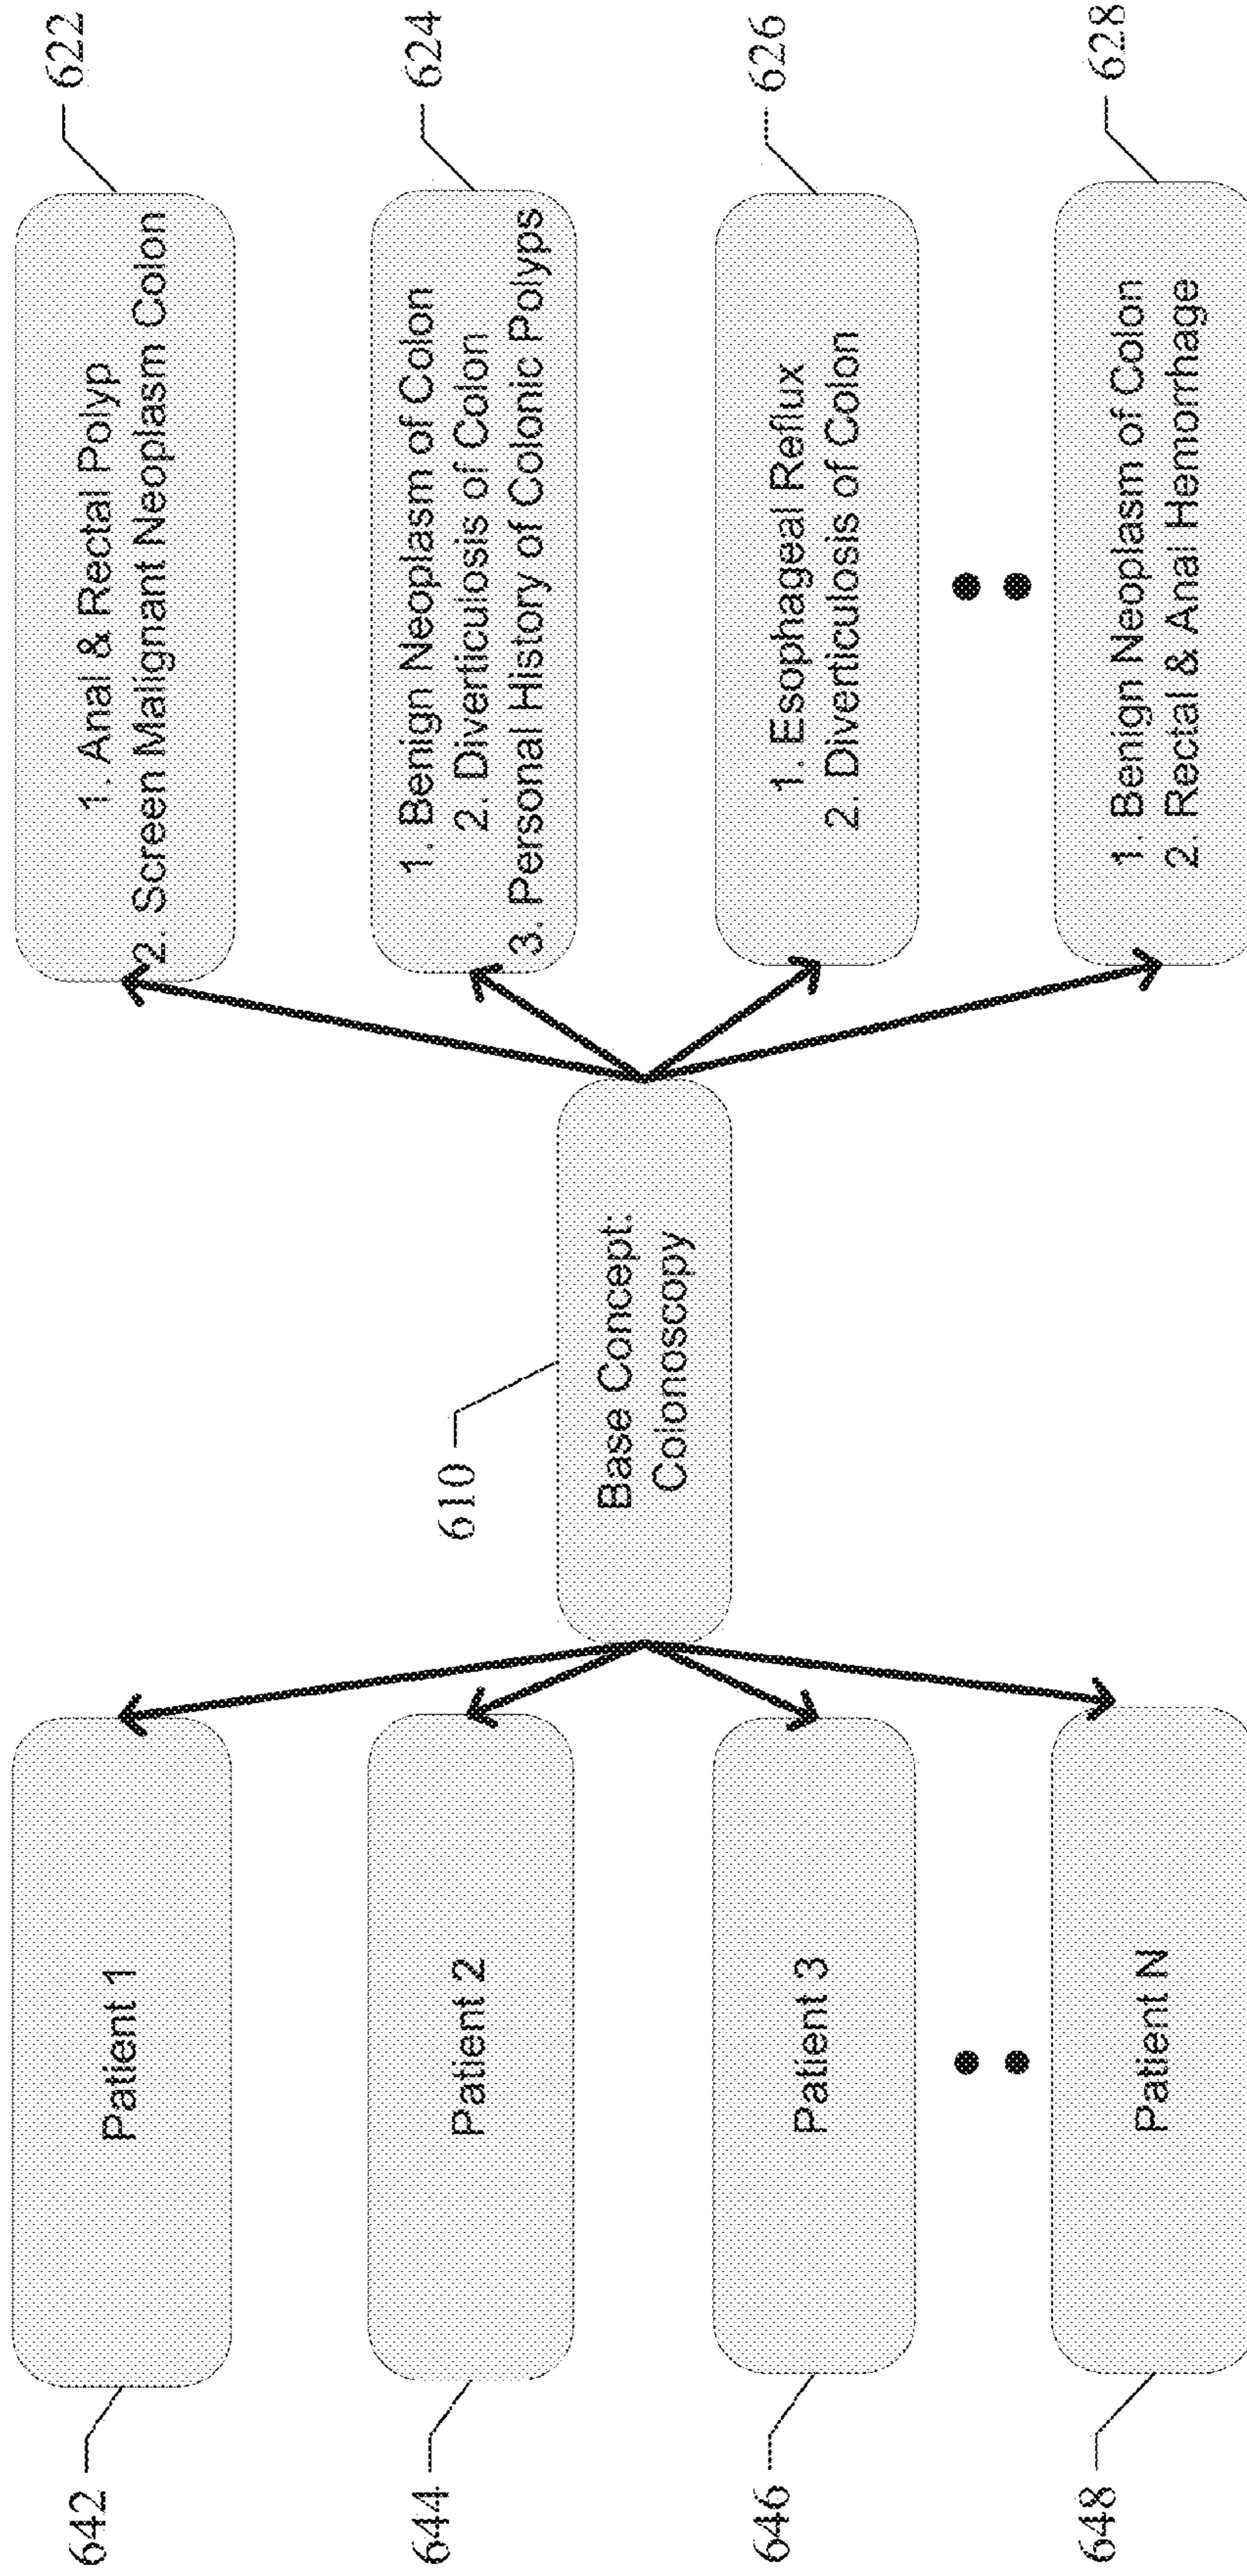 642
Patient 1
644
Patient 2
646
Patient 3
648
Patient N
610
Base Concept:
Colonoscopy
622
1. Anal & Rectal Polyp
2. Screen Malignant Neoplasm Colon
624
1. Benign Neoplasm of Colon
2. Diverticulosis of Colon
3. Personal History of Colonic Polyps
626
1. Esophageal Reflux
2. Diverticulosis of Colon
628
1. Benign Neoplasm of Colon
2. Rectal & Anal Hemorrhage